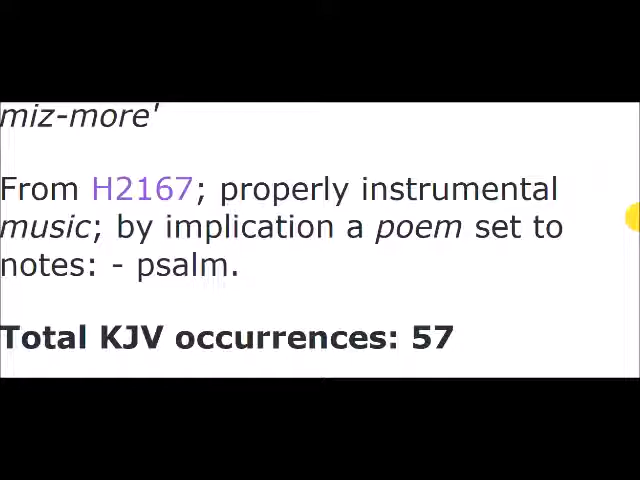 miz-more'
From H2167; properly instrumental
music; by implication a poem set to
notes: - psalm.
Total KJV occurrences: 57